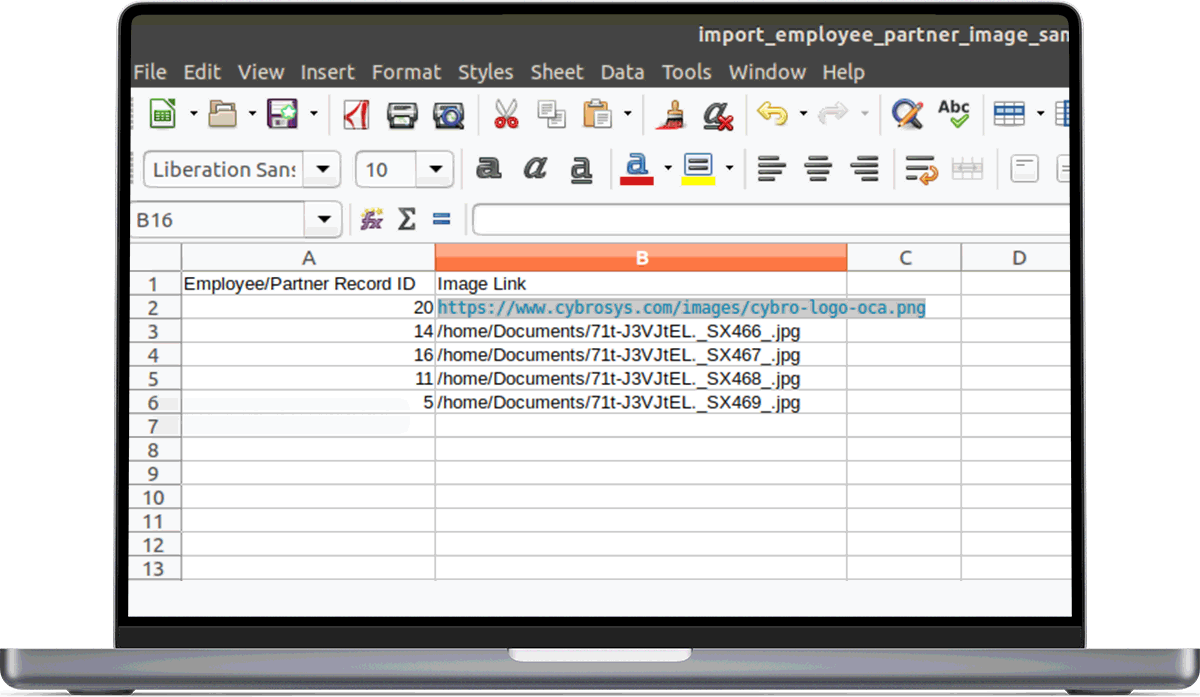 import_employee_partner_image_san
File Edit View Insert Format Styles Sheet Data Tools Window Help
Abc
Liberation Sans 10 a a a a
B16 fx Σ =
A B C D
1 Employee/Partner Record ID Image Link
2 20 https://www.cybrosys.com/images/cybro-logo-oca.png
3 14 /home/Documents/71t-J3VJtEL._SX466_.jpg
4 16 /home/Documents/71t-J3VJtEL._SX467_.jpg
5 11 /home/Documents/71t-J3VJtEL._SX468_.jpg
6 5 /home/Documents/71t-J3VJtEL._SX469_.jpg
7
8
9
10
11
12
13